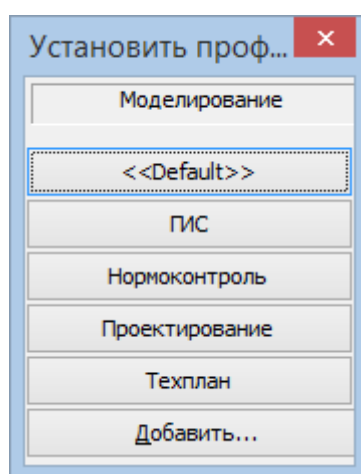 Установить проф...
Моделирование
<<Default>>
ГИС
Нормоконтроль
Проектирование
Техплан
Добавить...